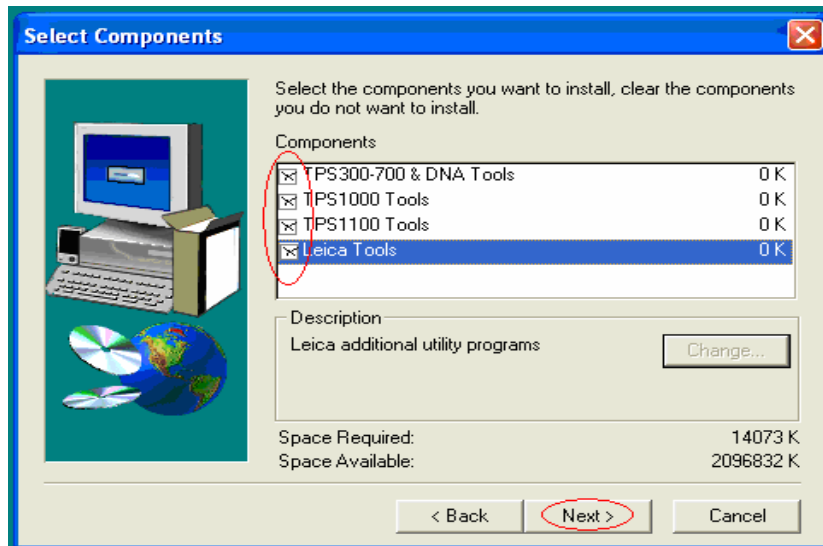 Select Components
Select the components you want to install, clear the components
you do not want to install.
Components
TPS300-700 & DNA Tools 0 K
TPS1000 Tools 0 K
TPS1100 Tools 0 K
Leica Tools 0 K
Description
Leica additional utility programs
Change...
Space Required: 14073 K
Space Available: 2096832 K
< Back Next > Cancel